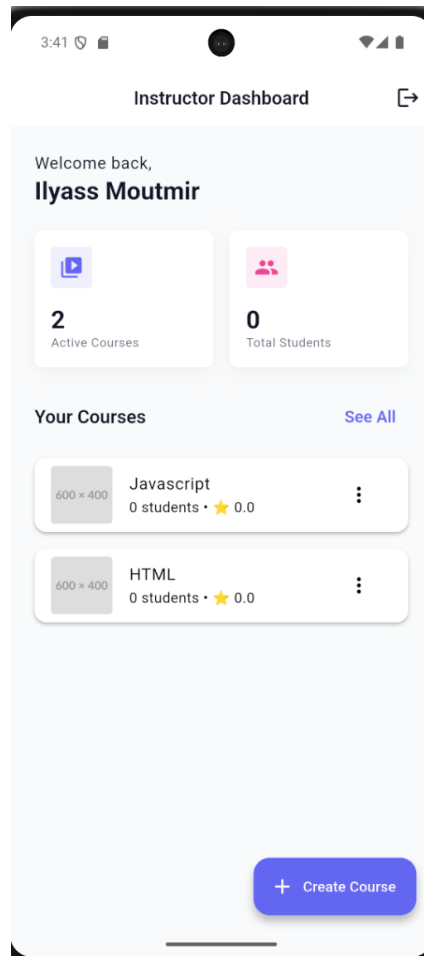 3:41
Instructor Dashboard
Welcome back,
Ilyass Moutmir
2
Active Courses
0
Total Students
Your Courses
See All
600 × 400
Javascript
0 students • ⭐ 0.0
600 × 400
HTML
0 students • ⭐ 0.0
+ Create Course